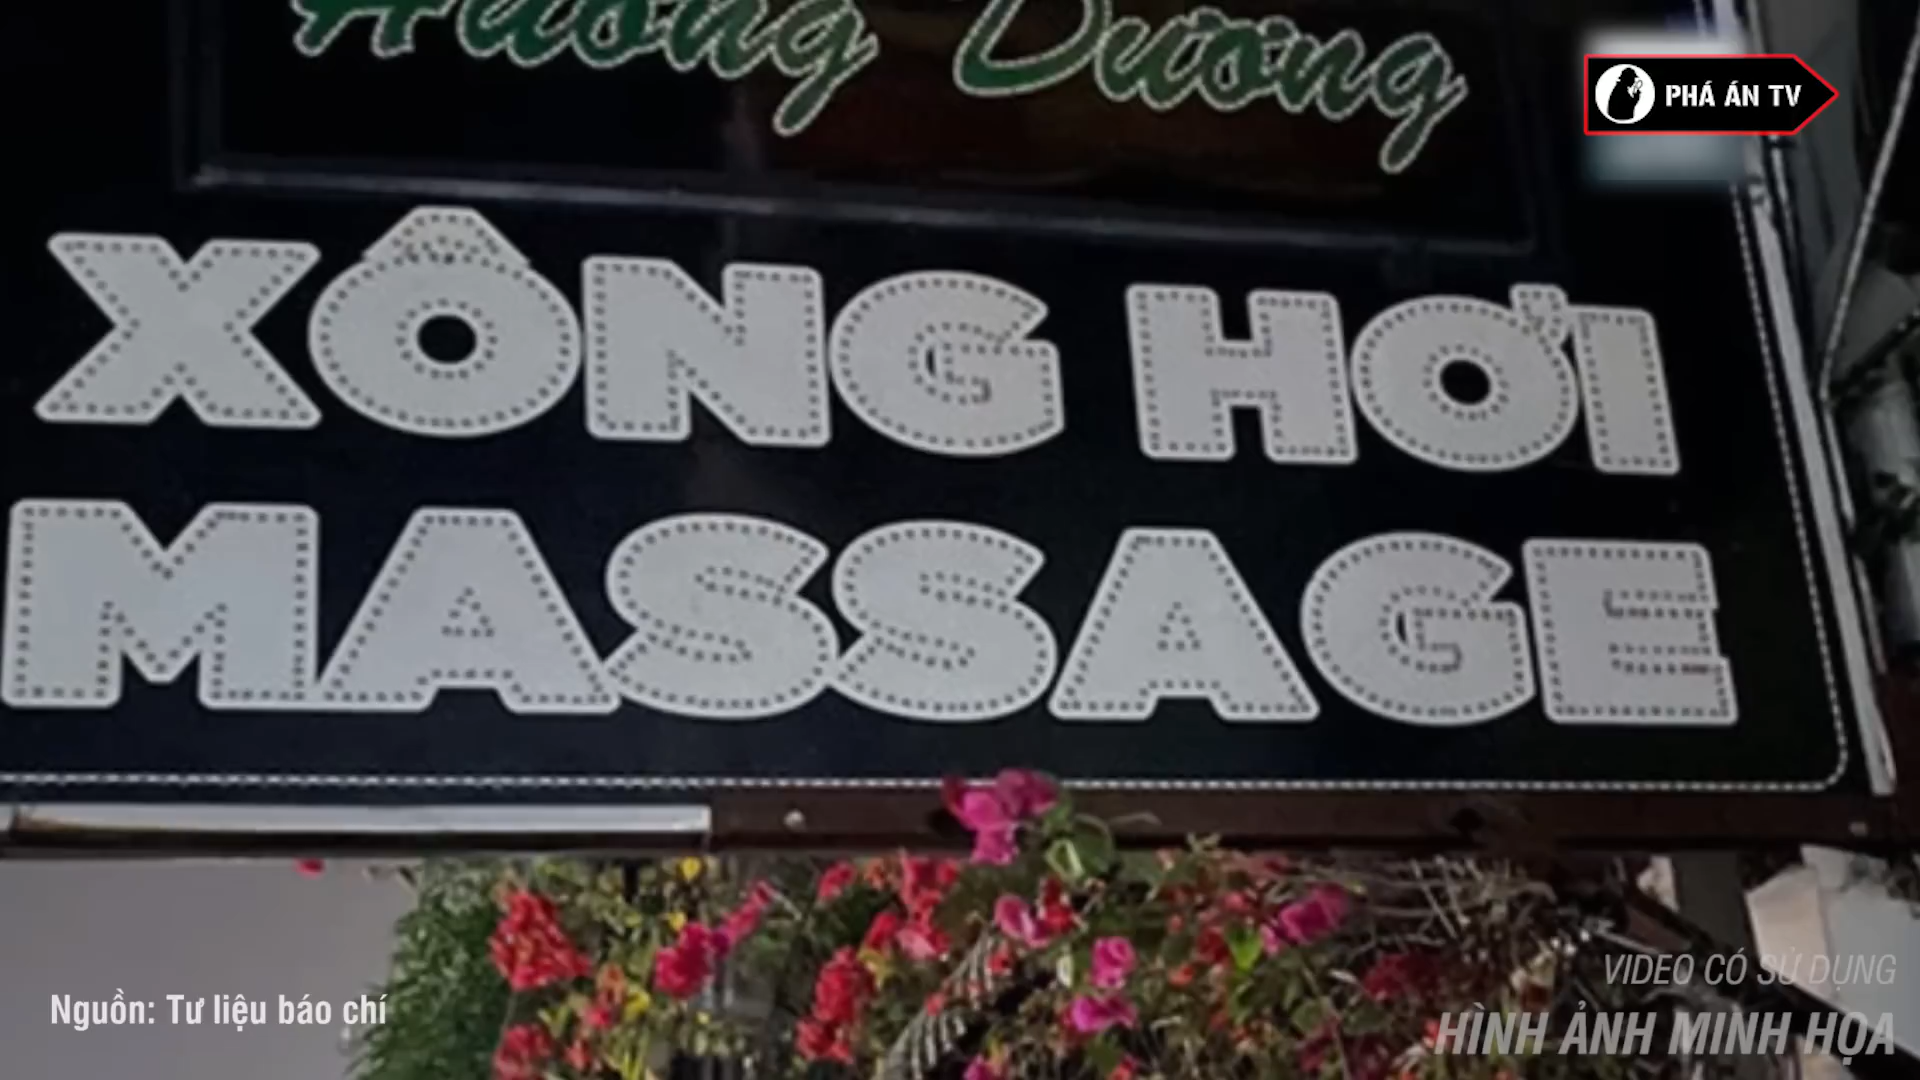 Hướng Dương
PHÁ ÁN TV
XÔNG HƠI
MASSAGE
VIDEO CÓ SỬ DỤNG
HÌNH ẢNH MINH HỌA
Nguồn: Tư liệu báo chí